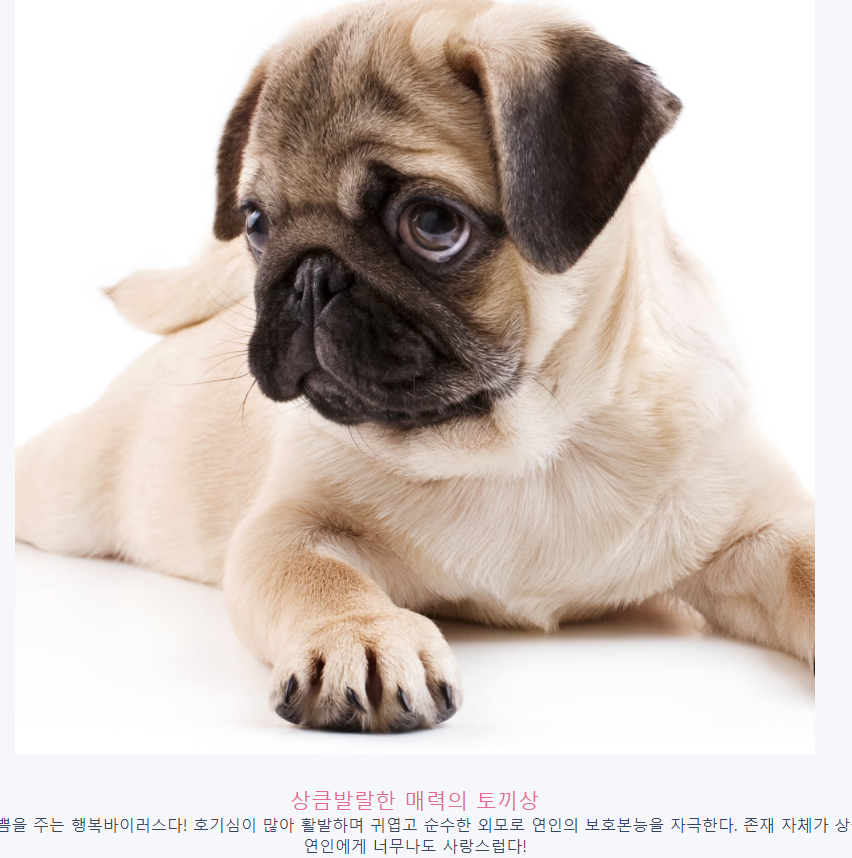 상큼발랄한 매력의 토끼상
쁨을 주는 행복바이러스다! 호기심이 많아 활발하며 귀엽고 순수한 외모로 연인의 보호본능을 자극한다. 존재 자체가 상
연인에게 너무나도 사랑스럽다!